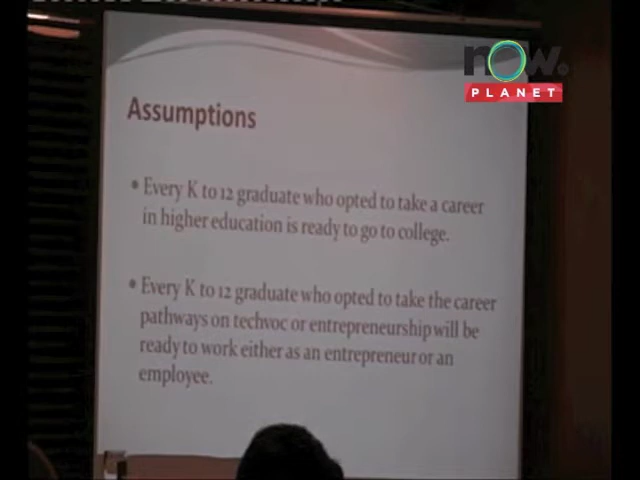 now.
PLANET
Assumptions
• Every K to 12 graduate who opted to take a career
in higher education is ready to go to college.
• Every K to 12 graduate who opted to take the career
pathways on techvoc or entrepreneurship will be
ready to work either as an entrepreneur or an
employee.